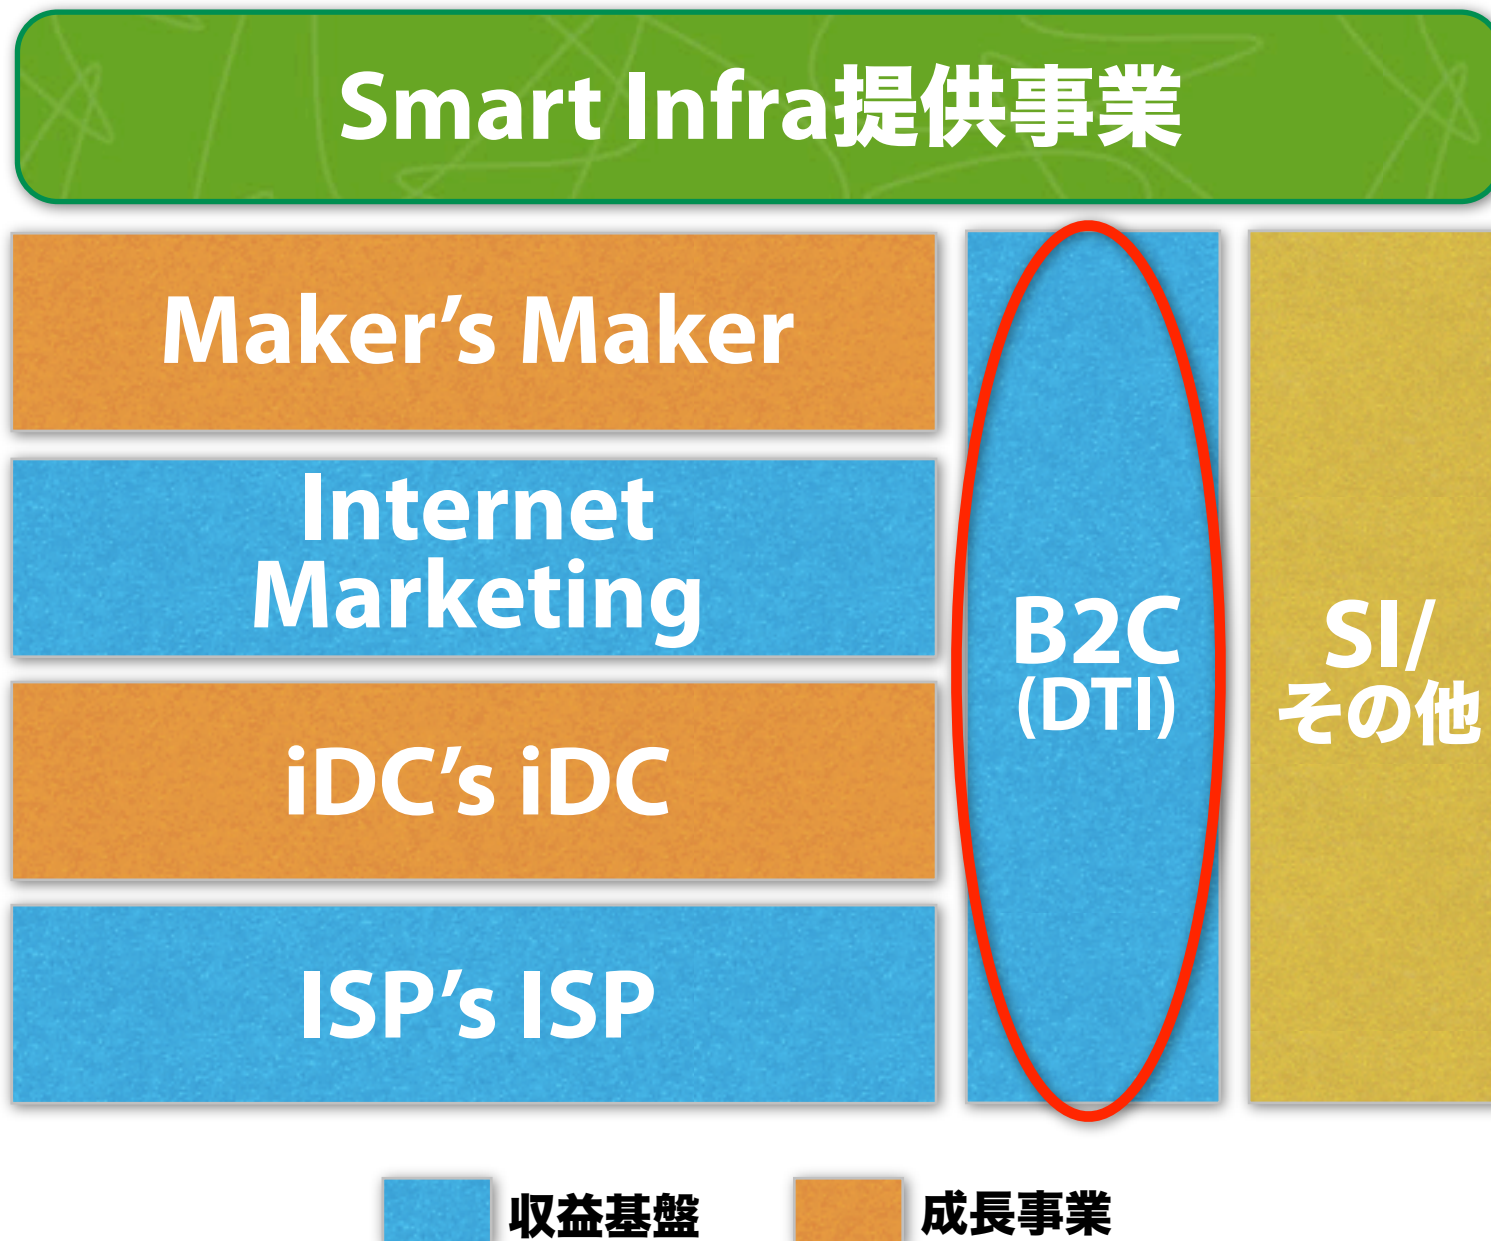 Smart Infra提供事業
Maker’s Maker
Internet
Marketing
iDC’s iDC
ISP’s ISP
B2C
(DTI)
SI/
その他
収益基盤
成長事業